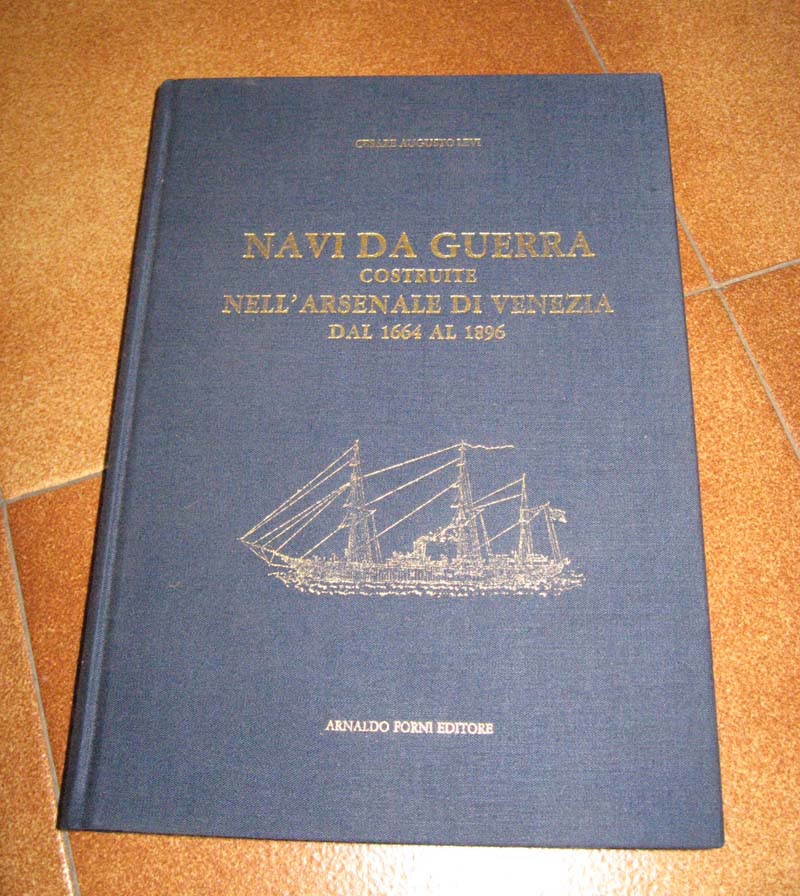 CESARE AUGUSTO LEVI
NAVI DA GUERRA
COSTRUITE
NELL'ARSENALE DI VENEZIA
DAL 1664 AL 1896
ARNALDO FORNI EDITORE